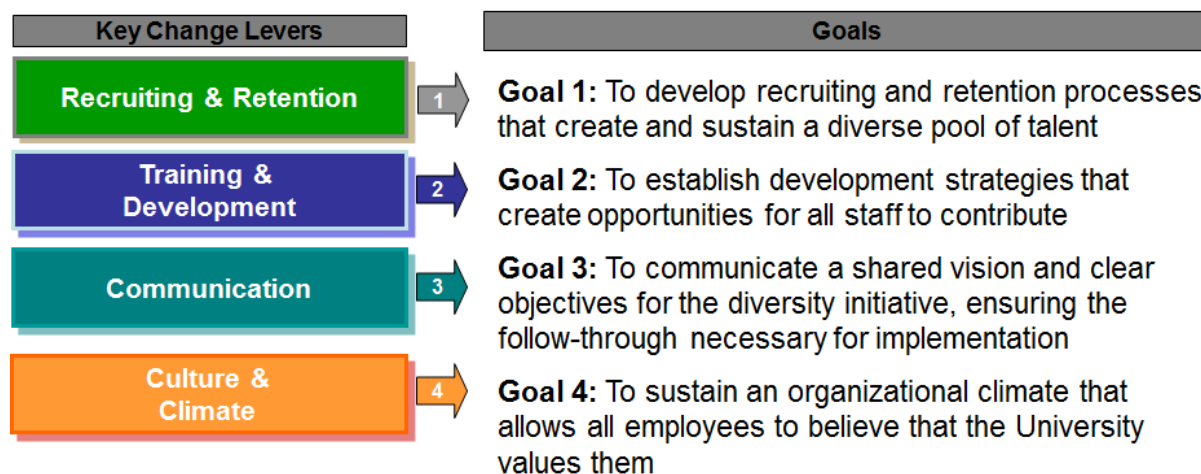 Key Change Levers
Goals
Recruiting & Retention
1
Goal 1: To develop recruiting and retention processes
that create and sustain a diverse pool of talent
Training &
Development
2
Goal 2: To establish development strategies that
create opportunities for all staff to contribute
Communication
3
Goal 3: To communicate a shared vision and clear
objectives for the diversity initiative, ensuring the
follow-through necessary for implementation
Culture &
Climate
4
Goal 4: To sustain an organizational climate that
allows all employees to believe that the University
values them